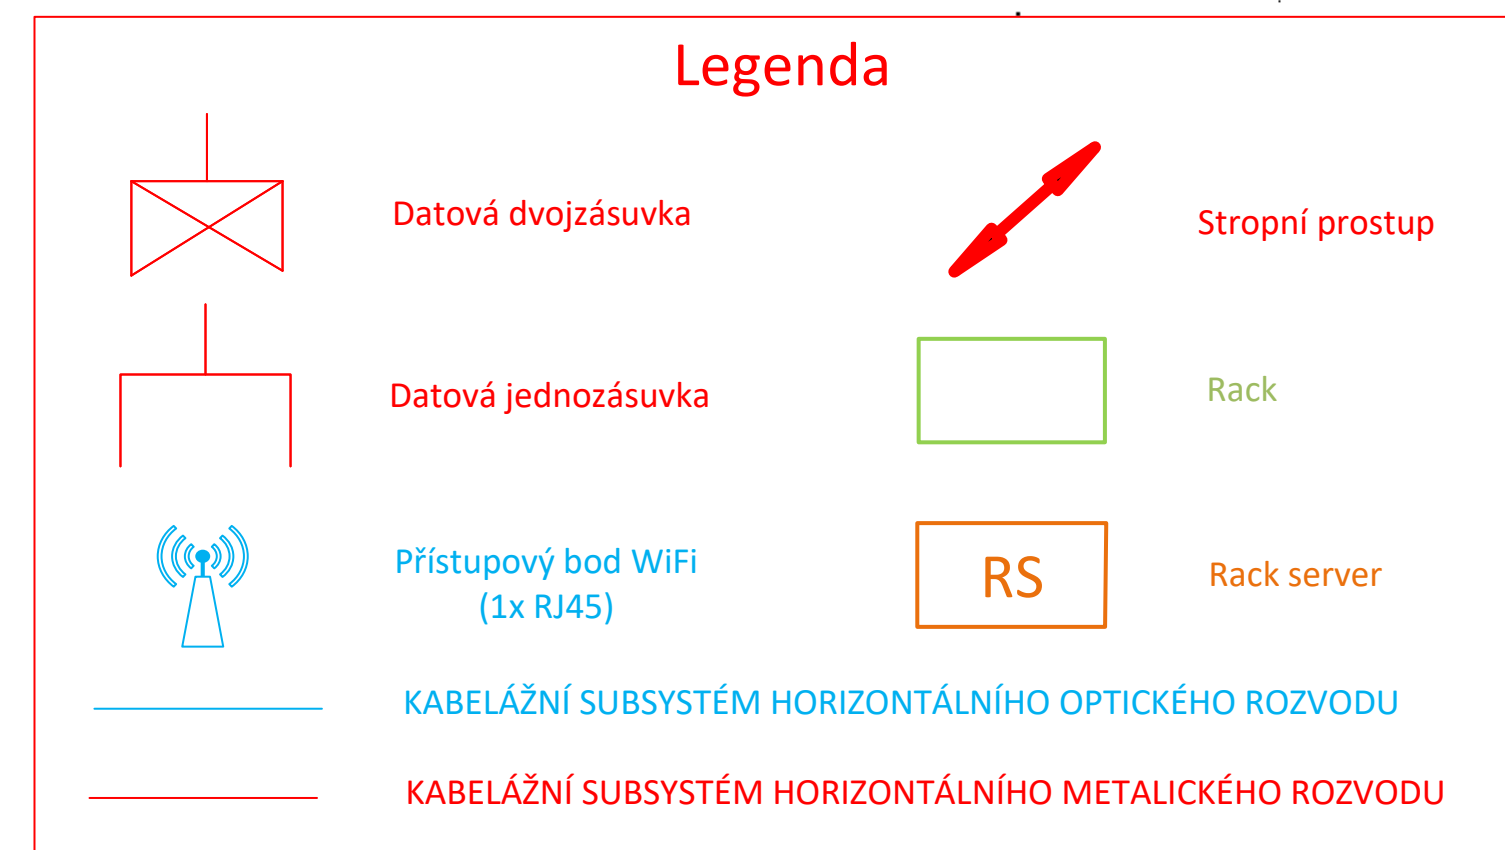 Legenda
Datová dvojzásuvka
Stropní prostup
Datová jednozásuvka
Rack
Přístupový bod WiFi
(1x RJ45)
RS
Rack server
KABELÁŽNÍ SUBSYSTÉM HORIZONTÁLNÍHO OPTICKÉHO ROZVODU
KABELÁŽNÍ SUBSYSTÉM HORIZONTÁLNÍHO METALICKÉHO ROZVODU